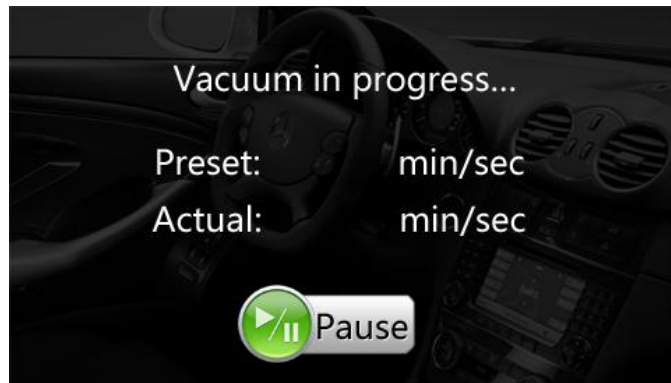 Vacuum in progress...
Preset: min/sec
Actual: min/sec
Pause